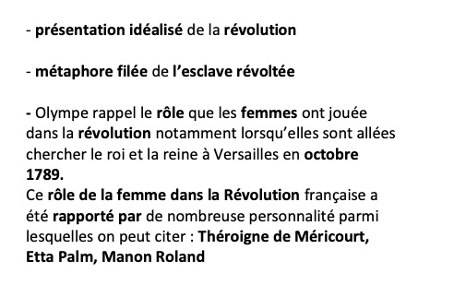 - présentation idéalisé de la révolution
- métaphore filée de l'esclave révoltée
- Olympe rappel le rôle que les femmes ont jouée
dans la révolution notamment lorsqu'elles sont allées
chercher le roi et la reine à Versailles en octobre
1789.
Ce rôle de la femme dans la Révolution française a
été rapporté par de nombreuse personnalité parmi
lesquelles on peut citer : Théroigne de Méricourt,
Etta Palm, Manon Roland